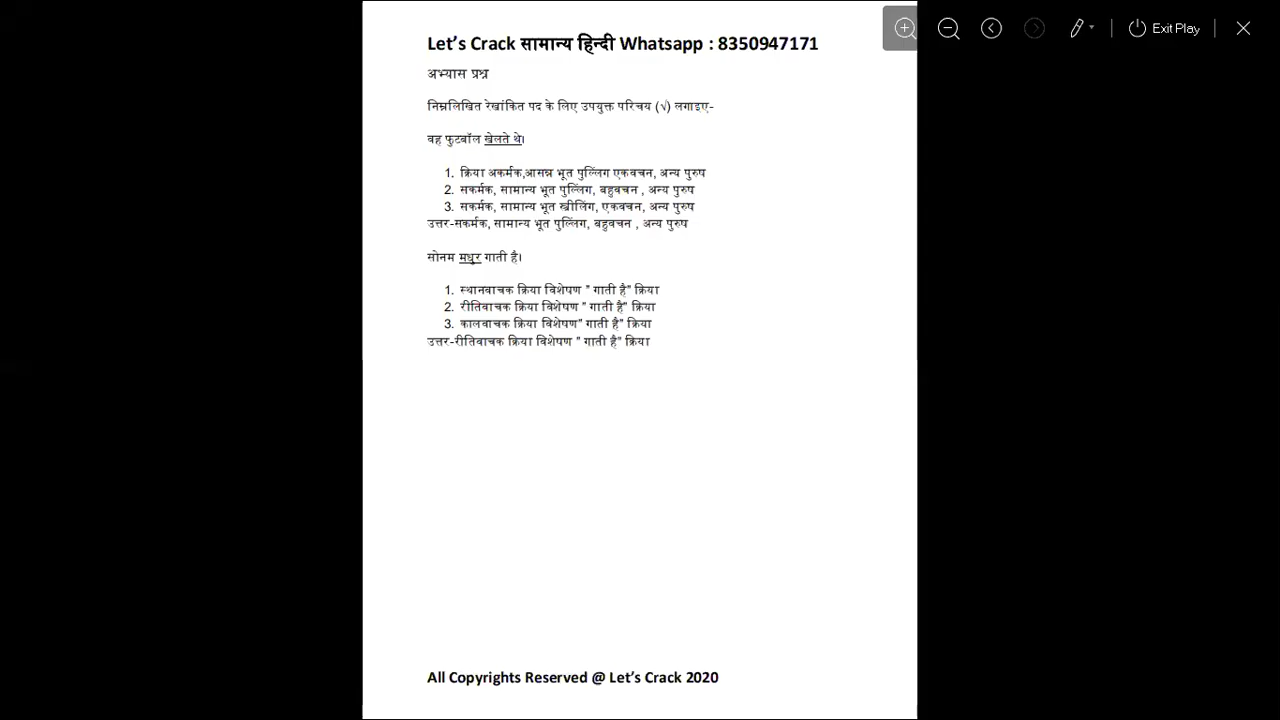 Let's Crack सामान्य हिन्दी Whatsapp : 8350947171
Exit Play
अभ्यास प्रश्न
निम्नलिखित रेखांकित पद के लिए उपयुक्त परिचय (√) लगाइए-
वह फुटबॉल खेलते थे।
1. क्रिया अकर्मक,आसन्न भूत पुल्लिंग एकवचन, अन्य पुरुष
2. सकर्मक, सामान्य भूत पुल्लिंग, बहुवचन , अन्य पुरुष
3. सकर्मक, सामान्य भूत स्त्रीलिंग, एकवचन, अन्य पुरुष
उत्तर-सकर्मक, सामान्य भूत पुल्लिंग, बहुवचन , अन्य पुरुष
सोनम मधुर गाती है।
1. स्थानवाचक क्रिया विशेषण " गाती है" क्रिया
2. रीतिवाचक क्रिया विशेषण " गाती है" क्रिया
3. कालवाचक क्रिया विशेषण" गाती है" क्रिया
उत्तर-रीतिवाचक क्रिया विशेषण " गाती है" क्रिया
All Copyrights Reserved @ Let's Crack 2020